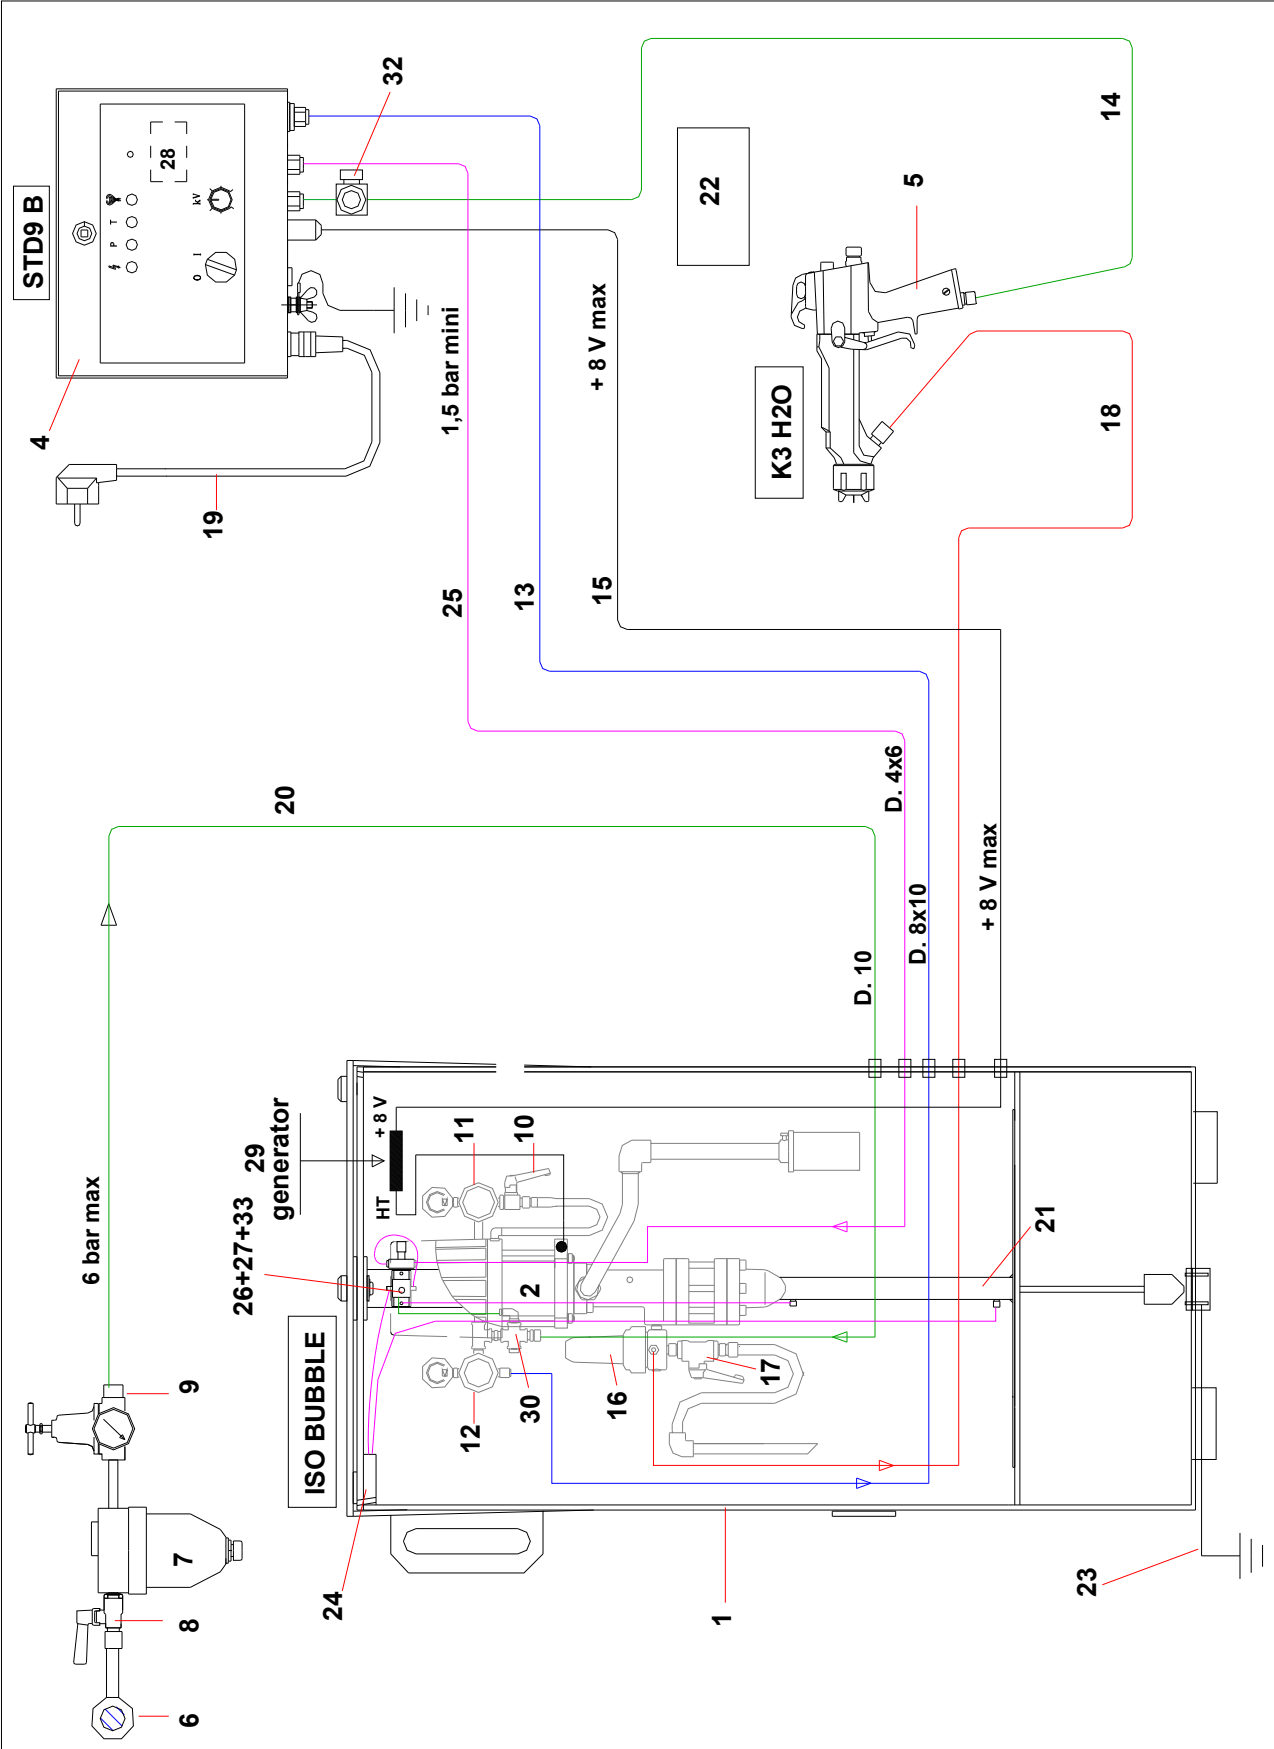 STD9 B
4
6 bar max
P
T
28
kV
O
I
6
8
7
9
19
20
26+27+33
29
generator
ISO BUBBLE
24
32
HT
+ 8 V
1,5 bar mini
25
11
12
10
30
2
13
+ 8 V max
15
16
22
1
17
K3 H2O
D. 10
D. 4x6
D. 8x10
5
+ 8 V max
21
23
18
14